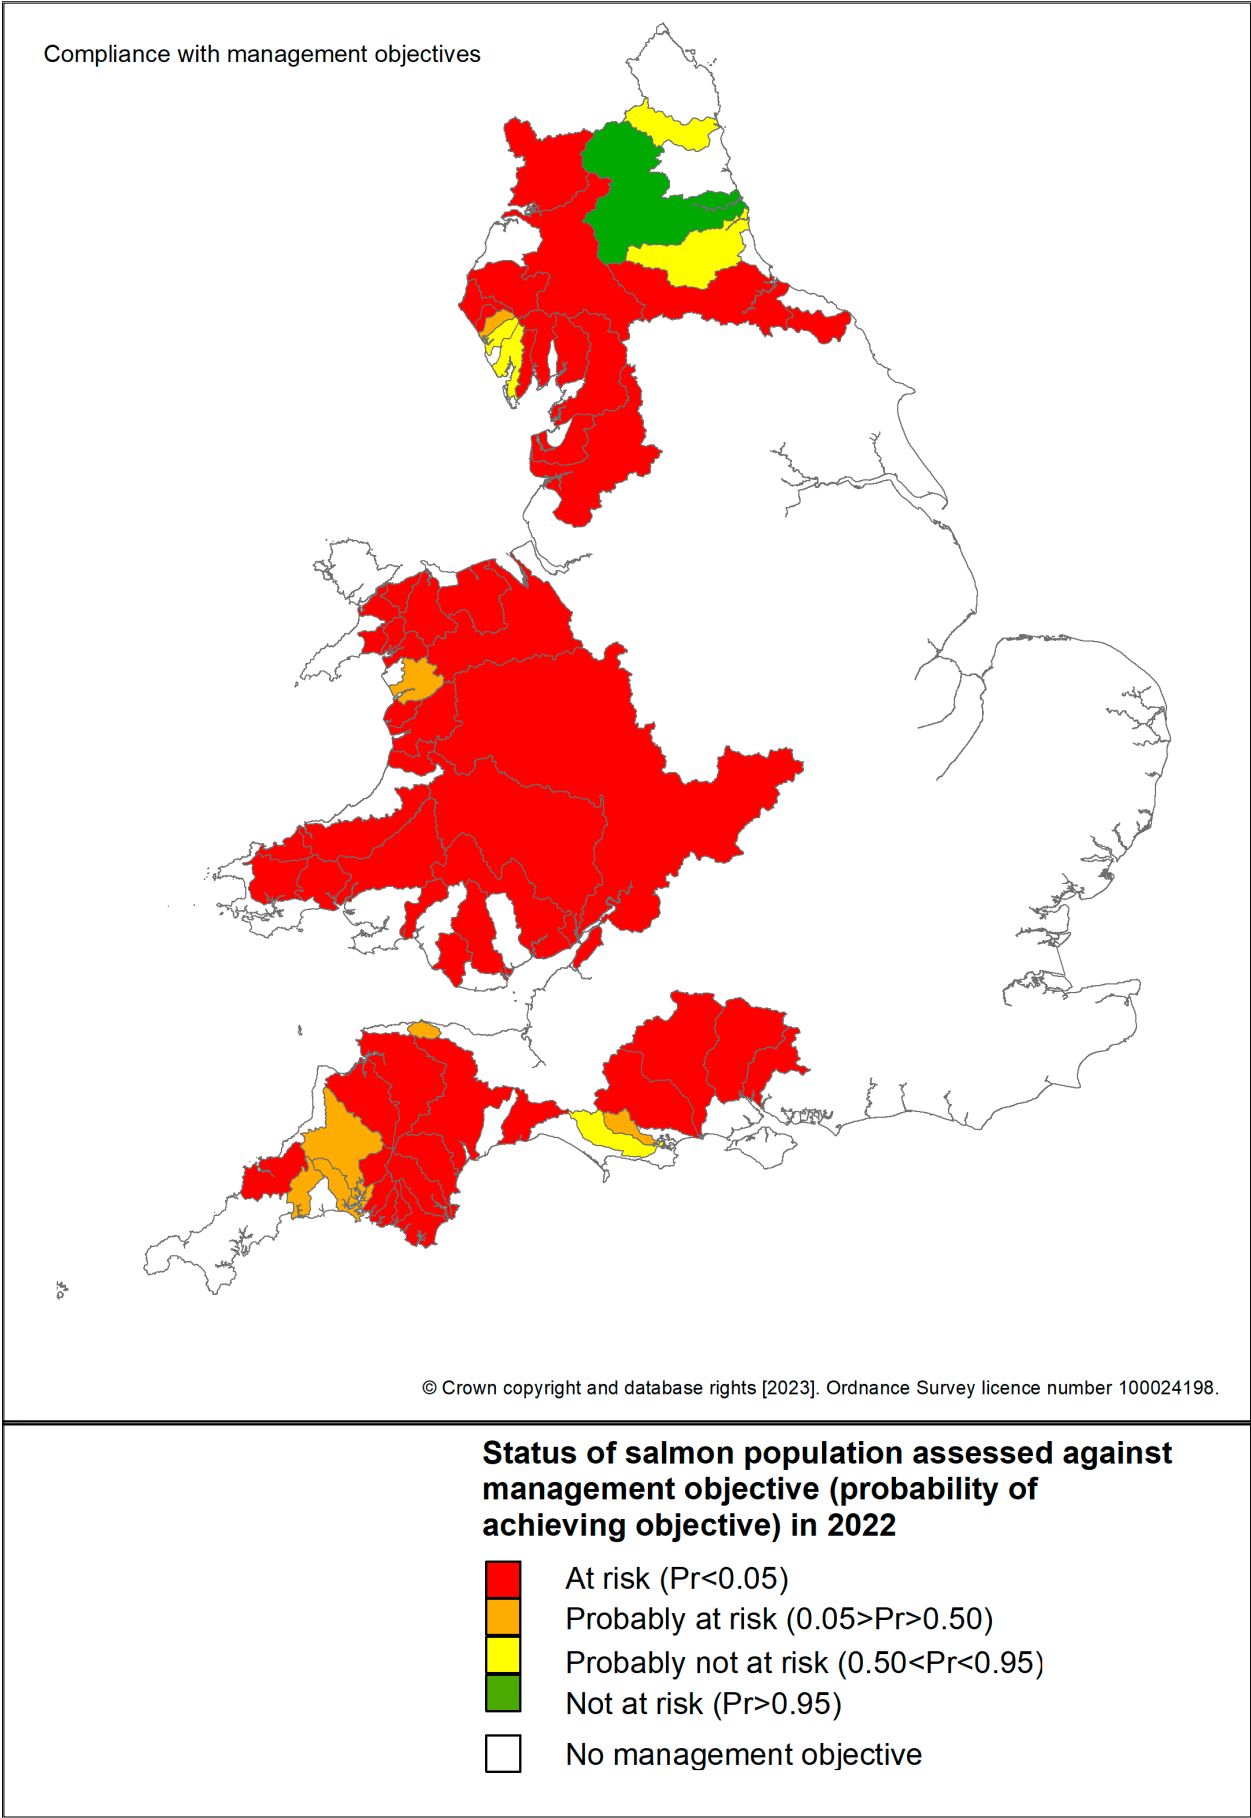 Compliance with management objectives
© Crown copyright and database rights [2023]. Ordnance Survey licence number 100024198.
Status of salmon population assessed against
management objective (probability of
achieving objective) in 2022
At risk (Pr<0.05)
Probably at risk (0.05>Pr>0.50)
Probably not at risk (0.50<Pr<0.95)
Not at risk (Pr>0.95)
No management objective